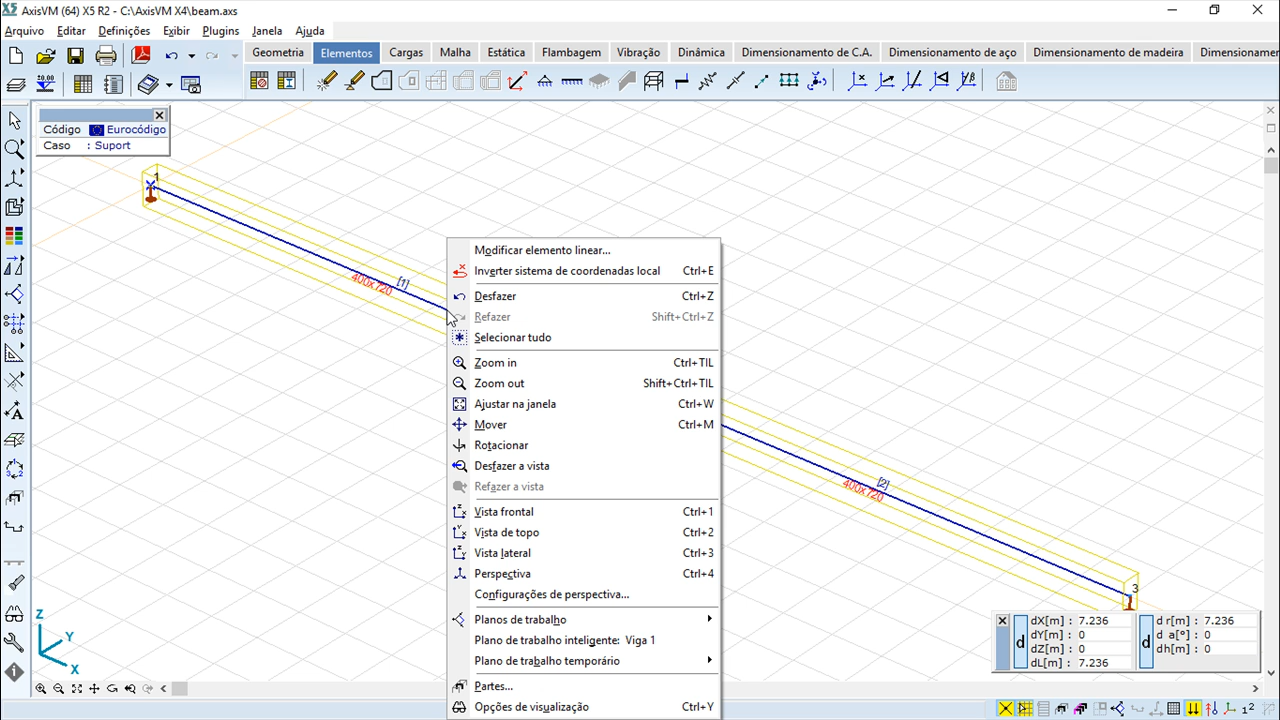 AxisVM (64) X5 R2 - C:\AxisVM X4\beam.axs
Arquivo Editar Definições Exibir Plugins Janela Ajuda
Geometria Elementos Cargas Malha Estática Flambagem Vibração Dinâmica Dimensionamento de C.A. Dimensionamento de aço Dimensionamento de madeira Dimensioname
Código Eurocódigo
Caso : Suport
1
[1]
400x720
Modificar elemento linear...
Inverter sistema de coordenadas local Ctrl+E
Desfazer Ctrl+Z
Refazer Shift+Ctrl+Z
Selecionar tudo
Zoom in Ctrl+TIL
Zoom out Shift+Ctrl+TIL
Ajustar na janela Ctrl+W
Mover Ctrl+M
Rotacionar
Desfazer a vista
Refazer a vista
Vista frontal Ctrl+1
Vista de topo Ctrl+2
Vista lateral Ctrl+3
Perspectiva Ctrl+4
Configurações de perspectiva...
Planos de trabalho
Plano de trabalho inteligente: Viga 1
Plano de trabalho temporário
Partes...
Opções de visualização Ctrl+Y
[2]
400x720
3
Z
Y
X
d
dX[m] : 7.236
dY[m] : 0
dZ[m] : 0
dL[m] : 7.236
d
d r[m] : 7.236
d a[°] : 0
d h[m] : 0